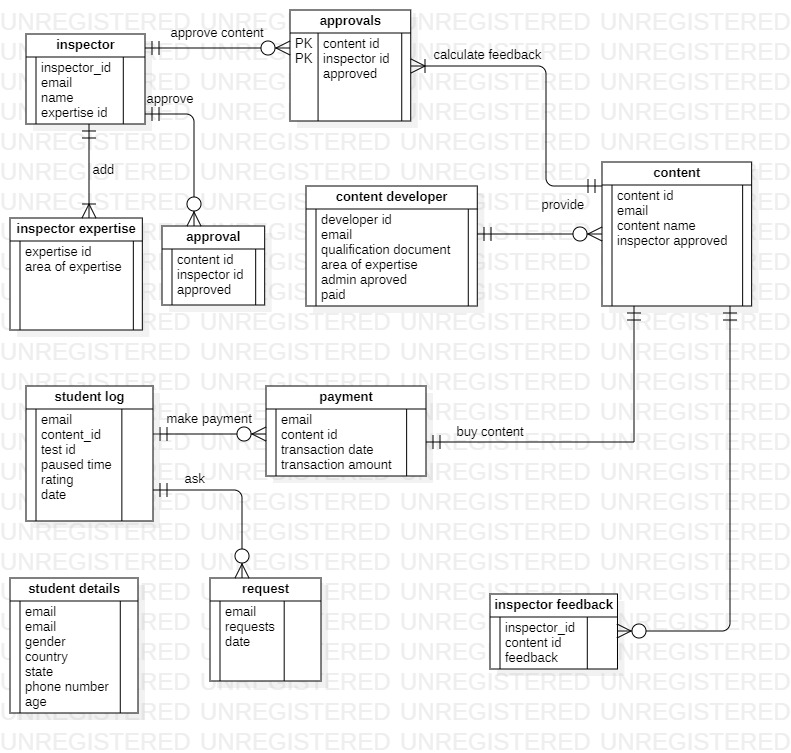 approvals
PK content id
PK inspector id
approved
approve content
inspector
inspector_id
email
name
expertise id
approve
calculate feedback
add
content
content id
email
content name
inspector approved
content developer
developer id
email
qualification document
area of expertise
admin aproved
paid
provide
inspector expertise
expertise id
area of expertise
approval
content id
inspector id
approved
student log
email
content_id
test id
paused time
rating
date
make payment
payment
email
content id
transaction date
transaction amount
buy content
ask
student details
email
email
gender
country
state
phone number
age
request
email
requests
date
inspector feedback
inspector_id
content id
feedback
UNREGISTERED